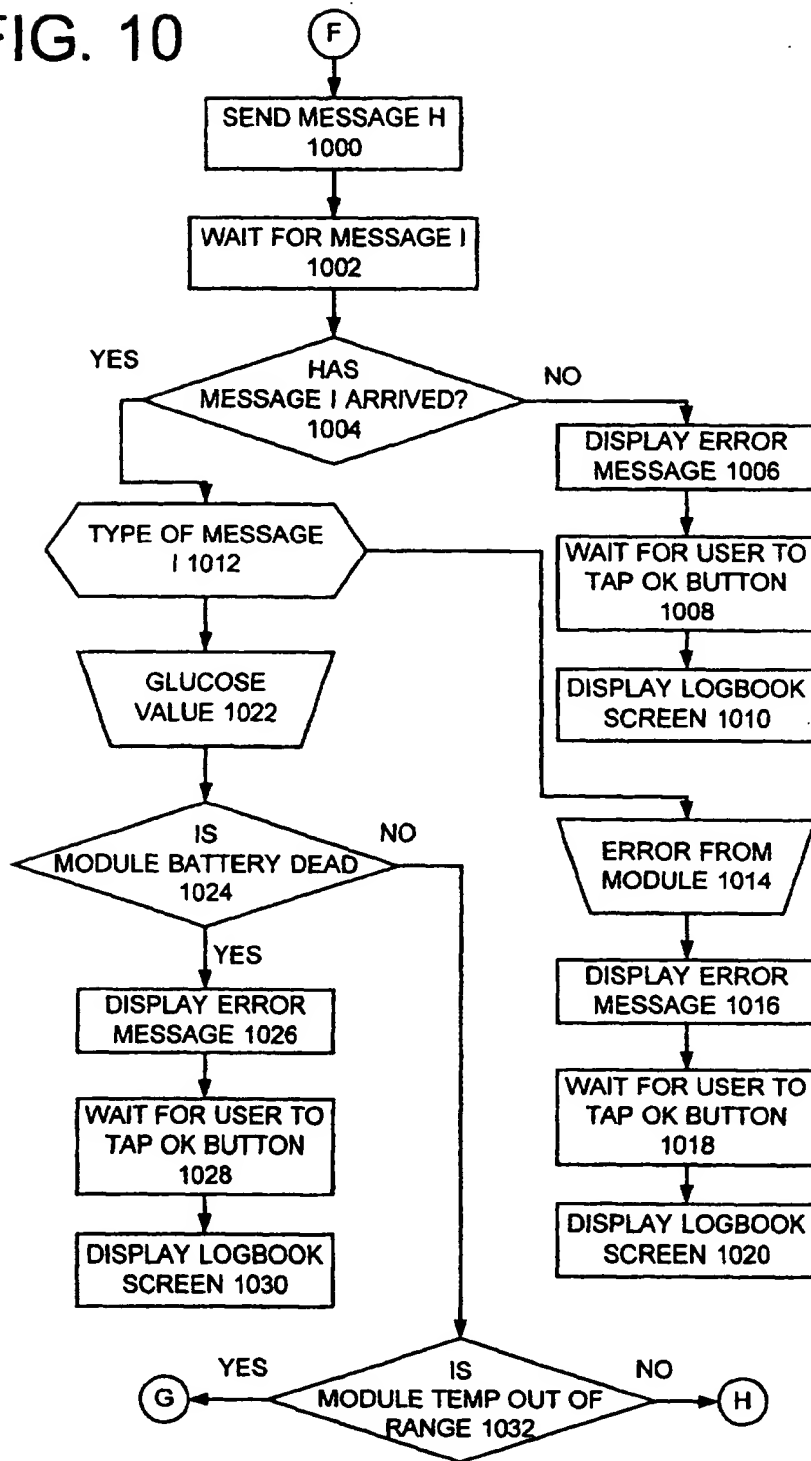 FIG. 10
F
SEND MESSAGE H
1000
WAIT FOR MESSAGE I
1002
YES
HAS
MESSAGE I ARRIVED?
1004
NO
DISPLAY ERROR
MESSAGE 1006
WAIT FOR USER TO
TAP OK BUTTON
1008
DISPLAY LOGBOOK
SCREEN 1010
TYPE OF MESSAGE
I 1012
GLUCOSE
VALUE 1022
IS
MODULE BATTERY DEAD
1024
NO
YES
ERROR FROM
MODULE 1014
DISPLAY ERROR
MESSAGE 1016
WAIT FOR USER TO
TAP OK BUTTON
1018
DISPLAY LOGBOOK
SCREEN 1020
DISPLAY ERROR
MESSAGE 1026
WAIT FOR USER TO
TAP OK BUTTON
1028
DISPLAY LOGBOOK
SCREEN 1030
G
YES
IS
MODULE TEMP OUT OF
RANGE 1032
NO
H